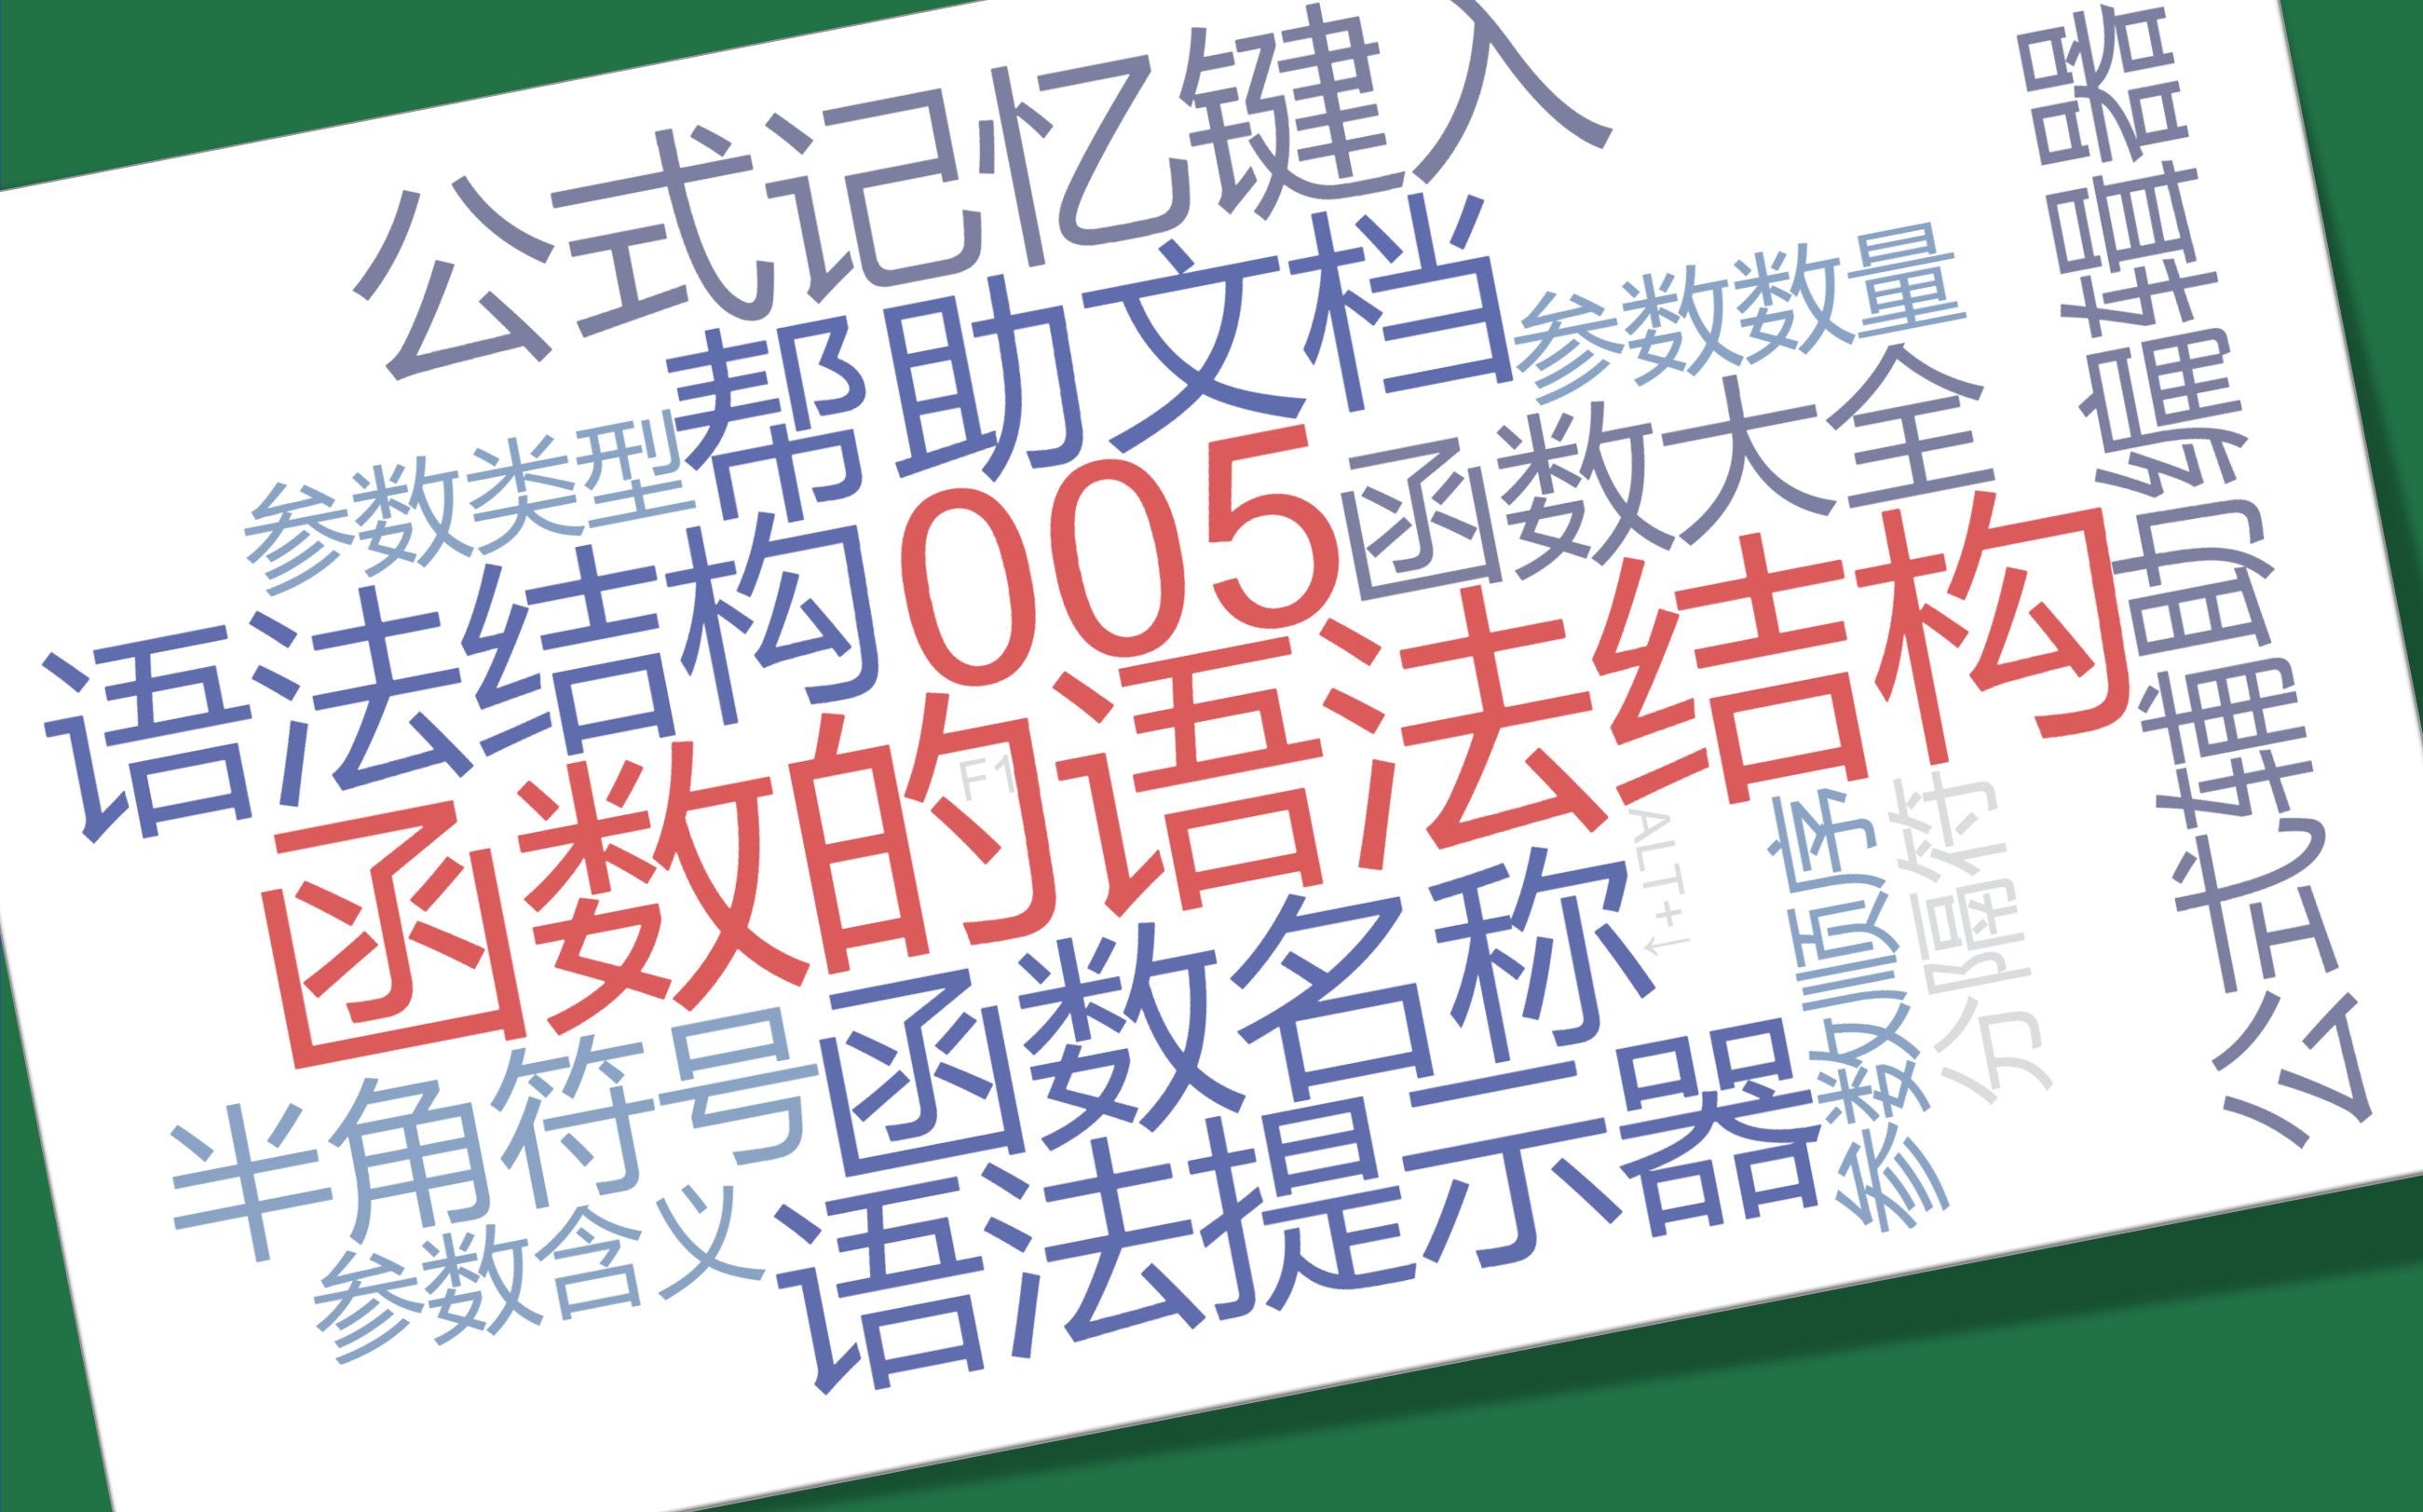 公式记忆键入
帮助文档
参数数量
参数类型
函数大全
语法结构
005
函数的语法结构
F1
ALT+↓
函数名称
半角符号
语法提示器
参数含义
参数顺序
分隔符
公式辅助编辑器